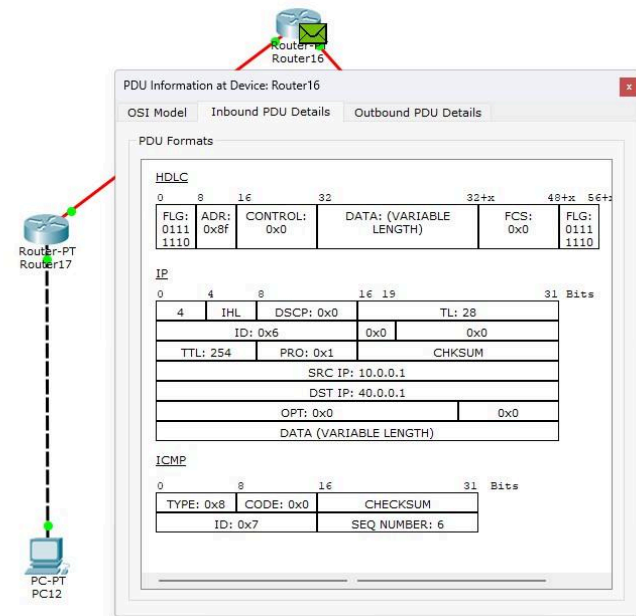 Router-PT
Router16
PDU Information at Device: Router16
x
OSI Model Inbound PDU Details Outbound PDU Details
PDU Formats
HDLC
0 8 16 32 32+x 48+x 56+x
FLG: 0111 1110 ADR: 0x8f CONTROL: 0x0 DATA: (VARIABLE LENGTH) FCS: 0x0 FLG: 0111 1110
IP
0 4 8 16 19 31 Bits
4 IHL DSCP: 0x0 TL: 28
ID: 0x6 0x0 0x0
TTL: 254 PRO: 0x1 CHKSUM
SRC IP: 10.0.0.1
DST IP: 40.0.0.1
OPT: 0x0 0x0
DATA (VARIABLE LENGTH)
ICMP
0 8 16 31 Bits
TYPE: 0x8 CODE: 0x0 CHECKSUM
ID: 0x7 SEQ NUMBER: 6
Router-PT
Router17
PC-PT
PC12